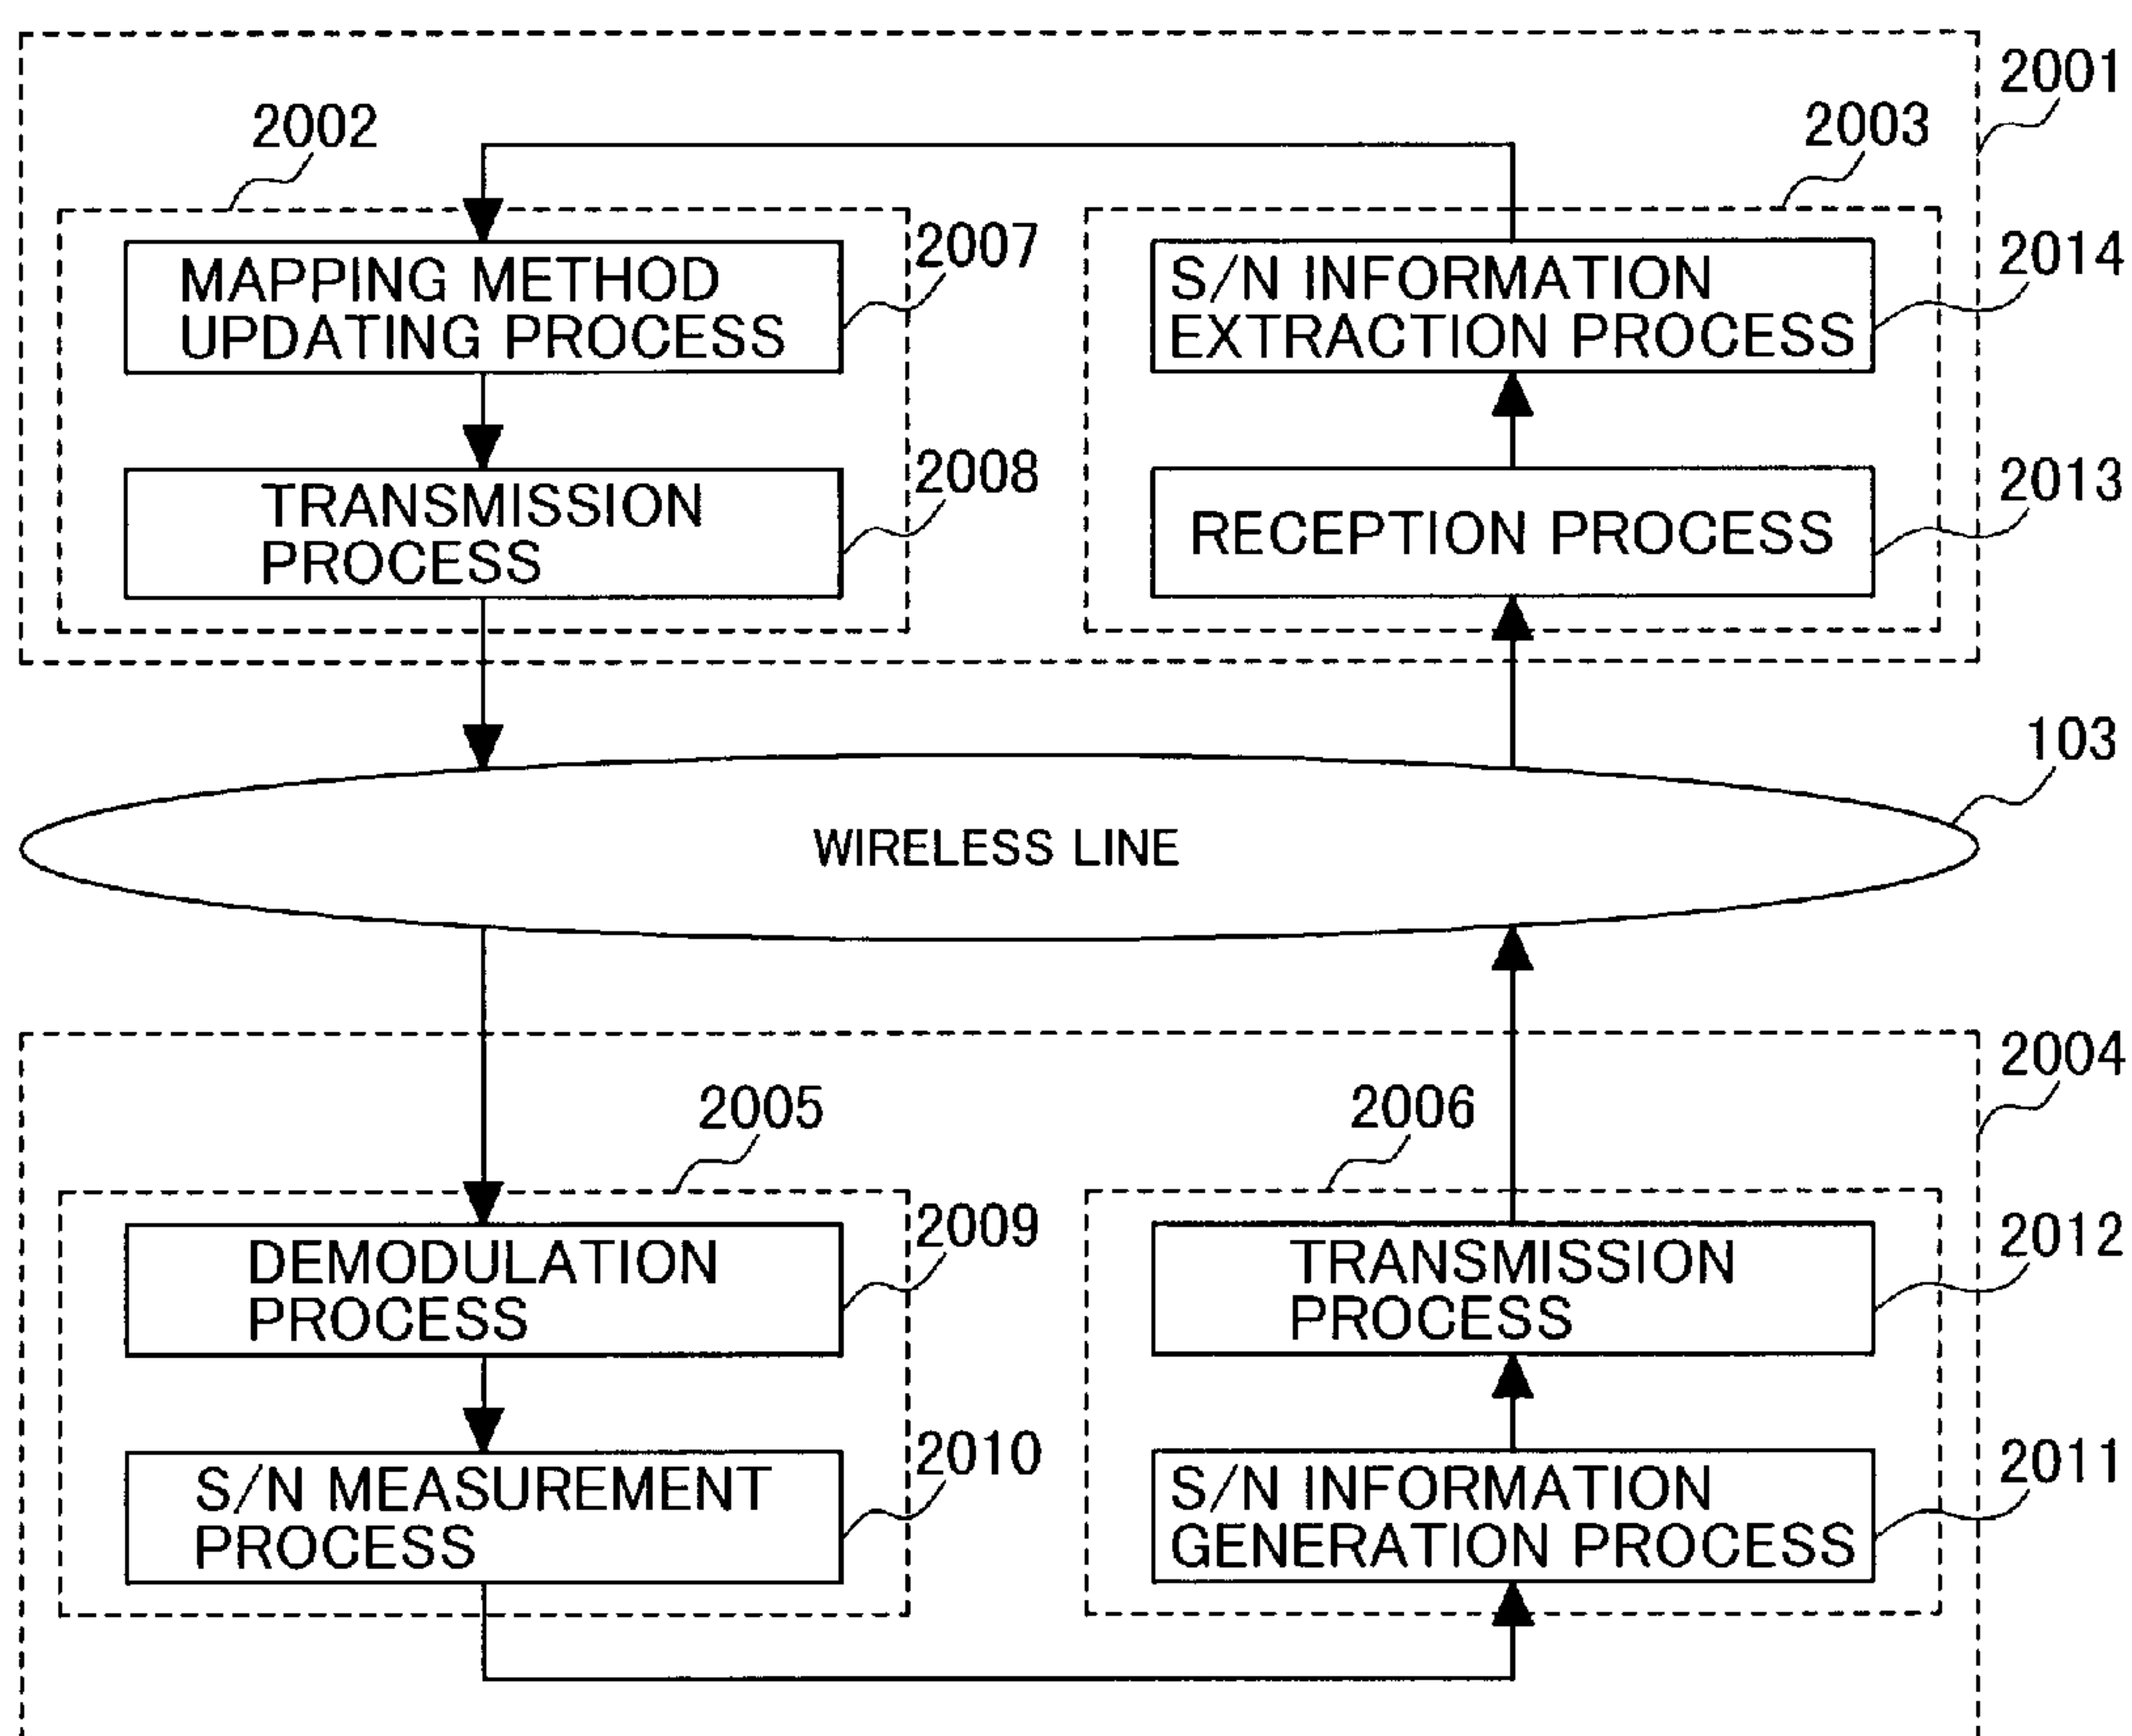 2001
2002
2003
MAPPING METHOD
UPDATING PROCESS
2007
S/N INFORMATION
EXTRACTION PROCESS
2014
TRANSMISSION
PROCESS
2008
RECEPTION PROCESS
2013
103
WIRELESS LINE
2004
2005
2006
DEMODULATION
PROCESS
2009
TRANSMISSION
PROCESS
2012
S/N MEASUREMENT
PROCESS
2010
S/N INFORMATION
GENERATION PROCESS
2011